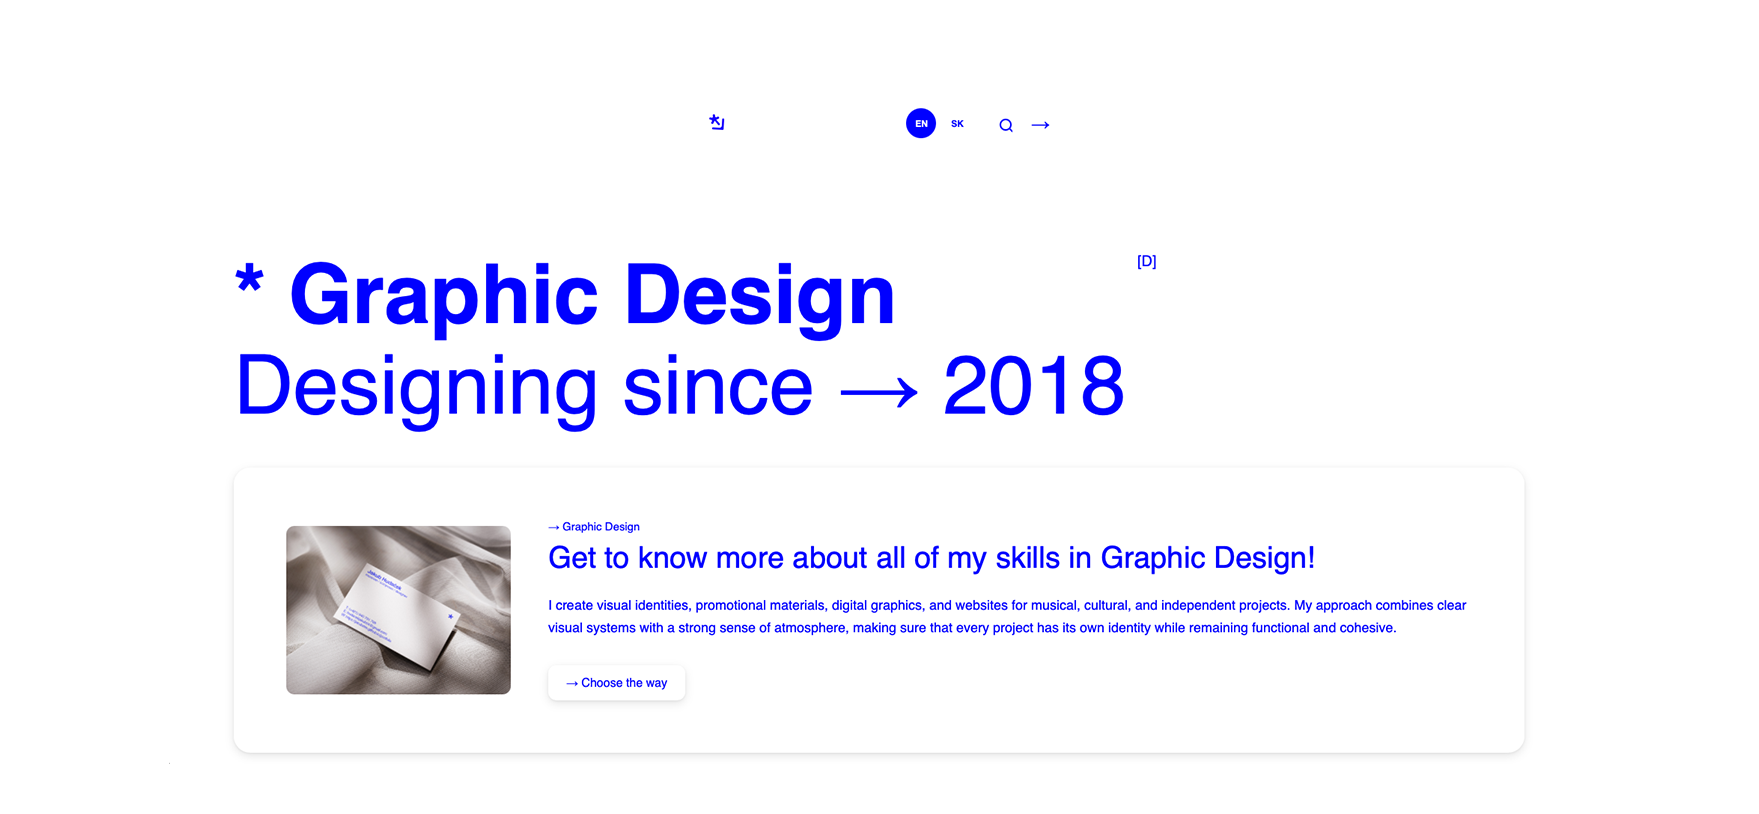 EN SK →
* Graphic Design [D]
Designing since → 2018
→ Graphic Design
Get to know more about all of my skills in Graphic Design!
I create visual identities, promotional materials, digital graphics, and websites for musical, cultural, and independent projects. My approach combines clear
visual systems with a strong sense of atmosphere, making sure that every project has its own identity while remaining functional and cohesive.
→ Choose the way